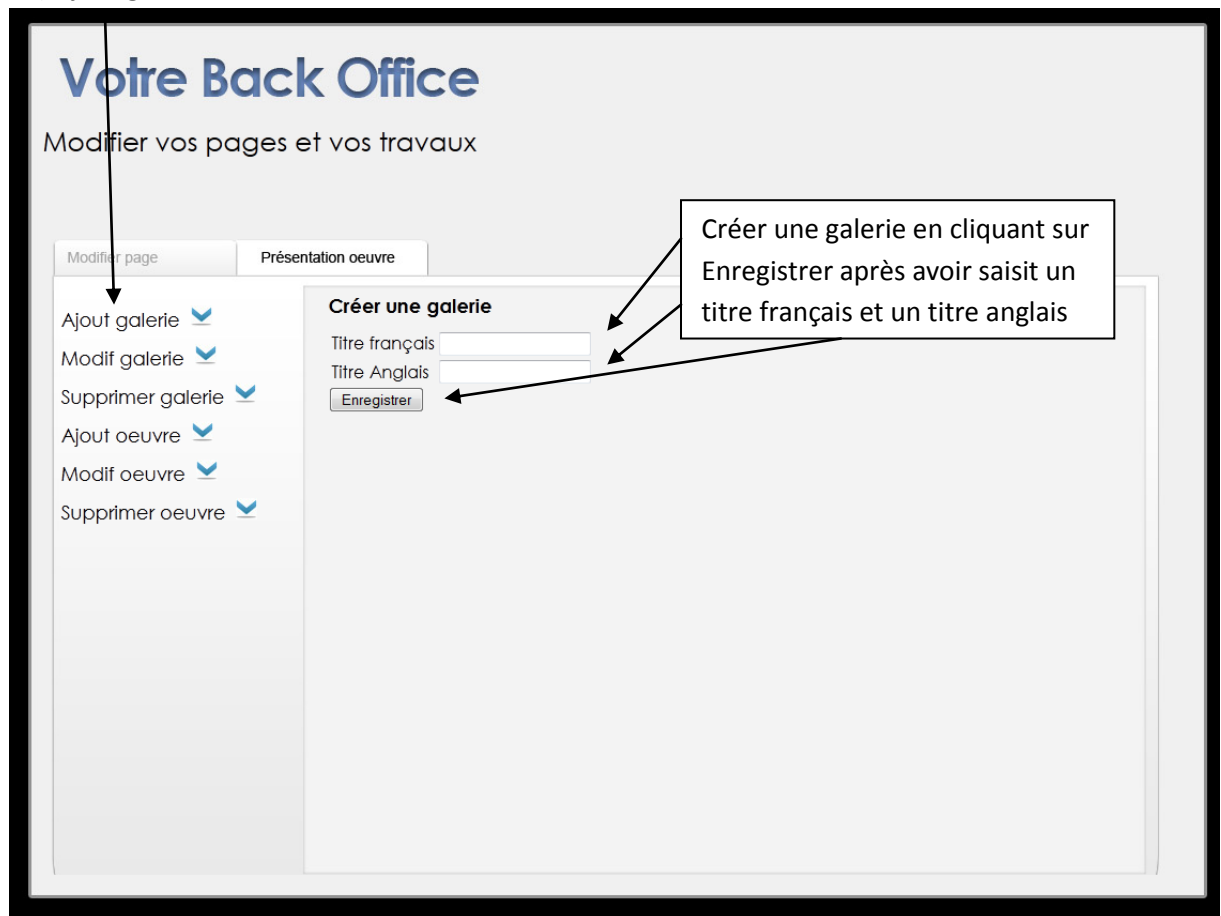 Votre Back Office
Modifier vos pages et vos travaux
Créer une galerie en cliquant sur
Enregistrer après avoir saisit un
titre français et un titre anglais
Modifier page
Présentation oeuvre
Ajout galerie
Modif galerie
Supprimer galerie
Ajout oeuvre
Modif oeuvre
Supprimer oeuvre
Créer une galerie
Titre français
Titre Anglais
Enregistrer